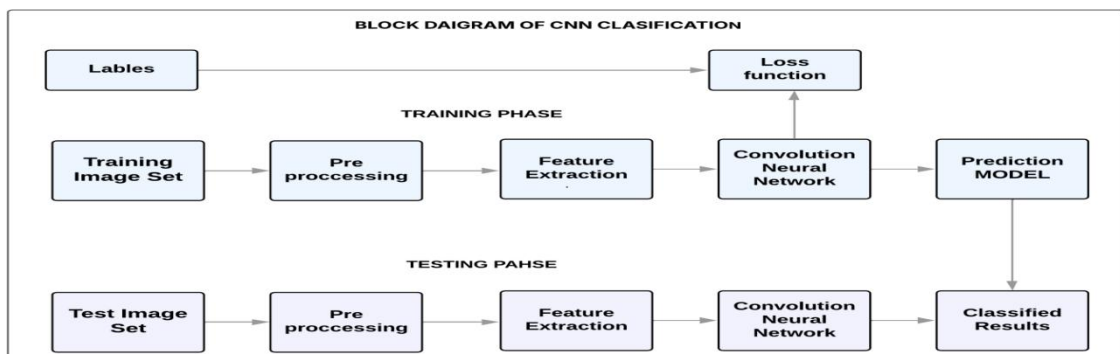 BLOCK DAIGRAM OF CNN CLASIFICATION
Lables
Loss
function
TRAINING PHASE
Training
Image Set
Pre
proccessing
Feature
Extraction
Convolution
Neural
Network
Prediction
MODEL
TESTING PAHSE
Test Image
Set
Pre
proccessing
Feature
Extraction
Convolution
Neural
Network
Classified
Results